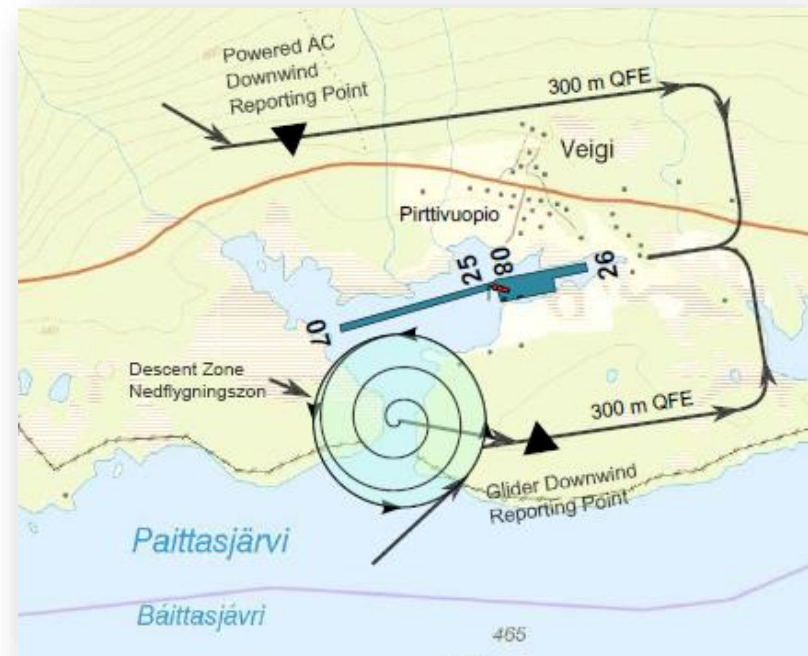 Powered AC
Downwind
Reporting Point
300 m QFE
Veigi
Pirttivuopio
25
08
26
07
Descent Zone
Nedflygningszon
300 m QFE
Glider Downwind
Reporting Point
Paittasjärvi
Báittasjávri
465